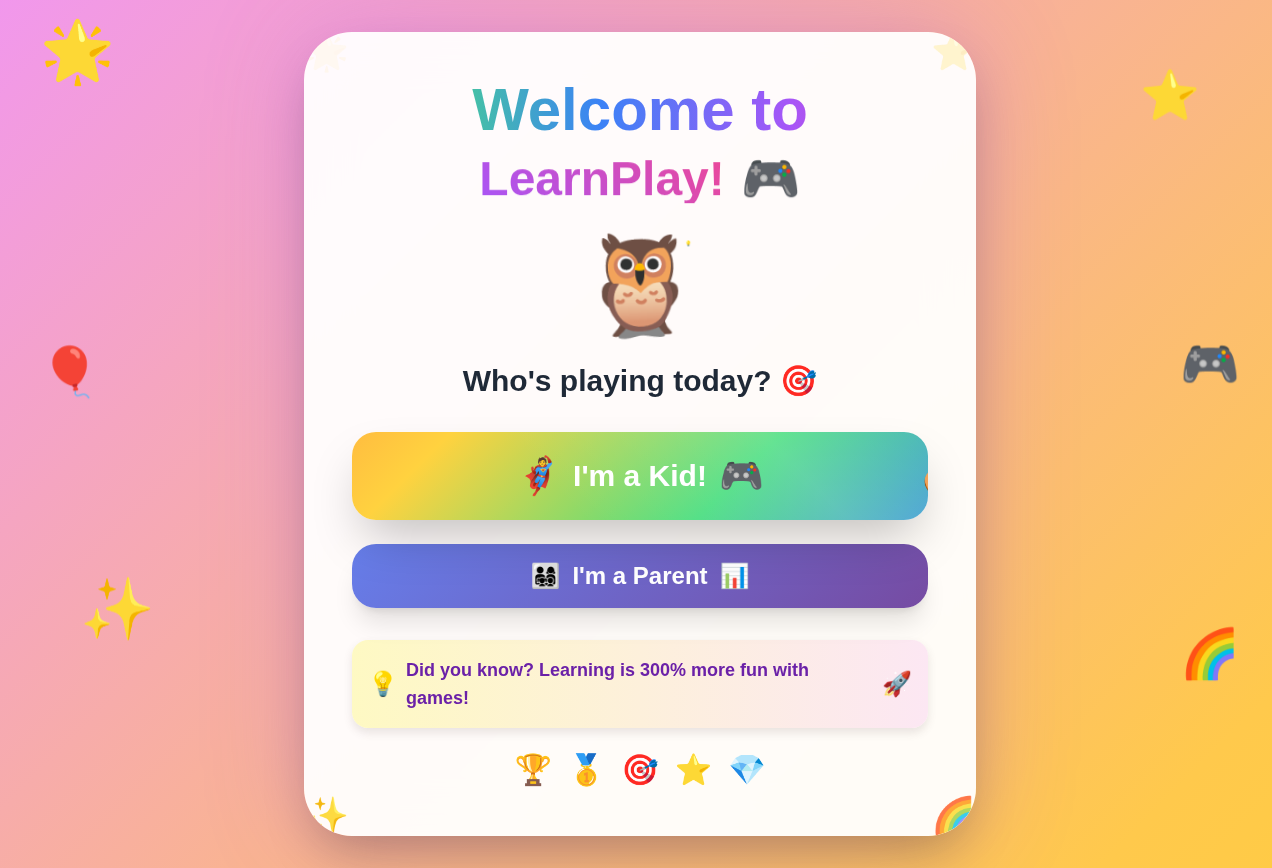 Welcome to
LearnPlay! 🎮
Who's playing today? 🎯
🦸 I'm a Kid! 🎮
👨‍👩‍👧‍👦 I'm a Parent 📊
💡 Did you know? Learning is 300% more fun with 🚀
games!